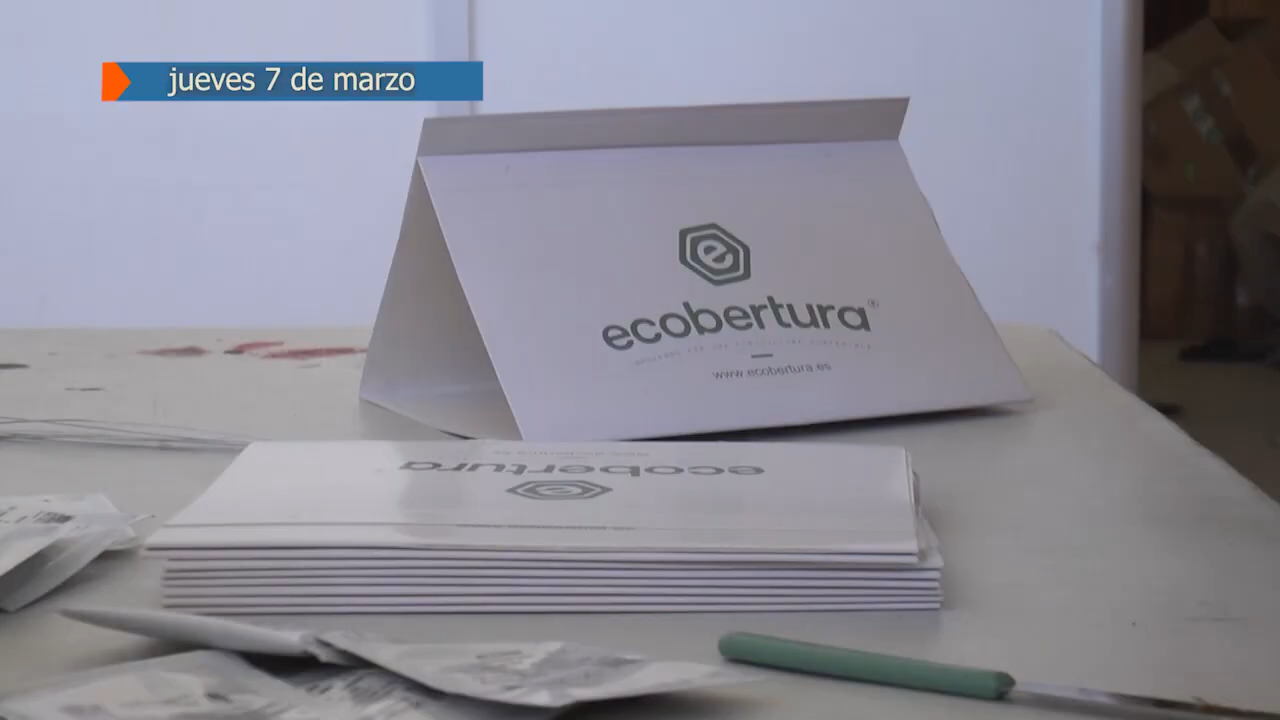 jueves 7 de marzo
e
ecobertura®
www.ecobertura.es
ecobertura
e